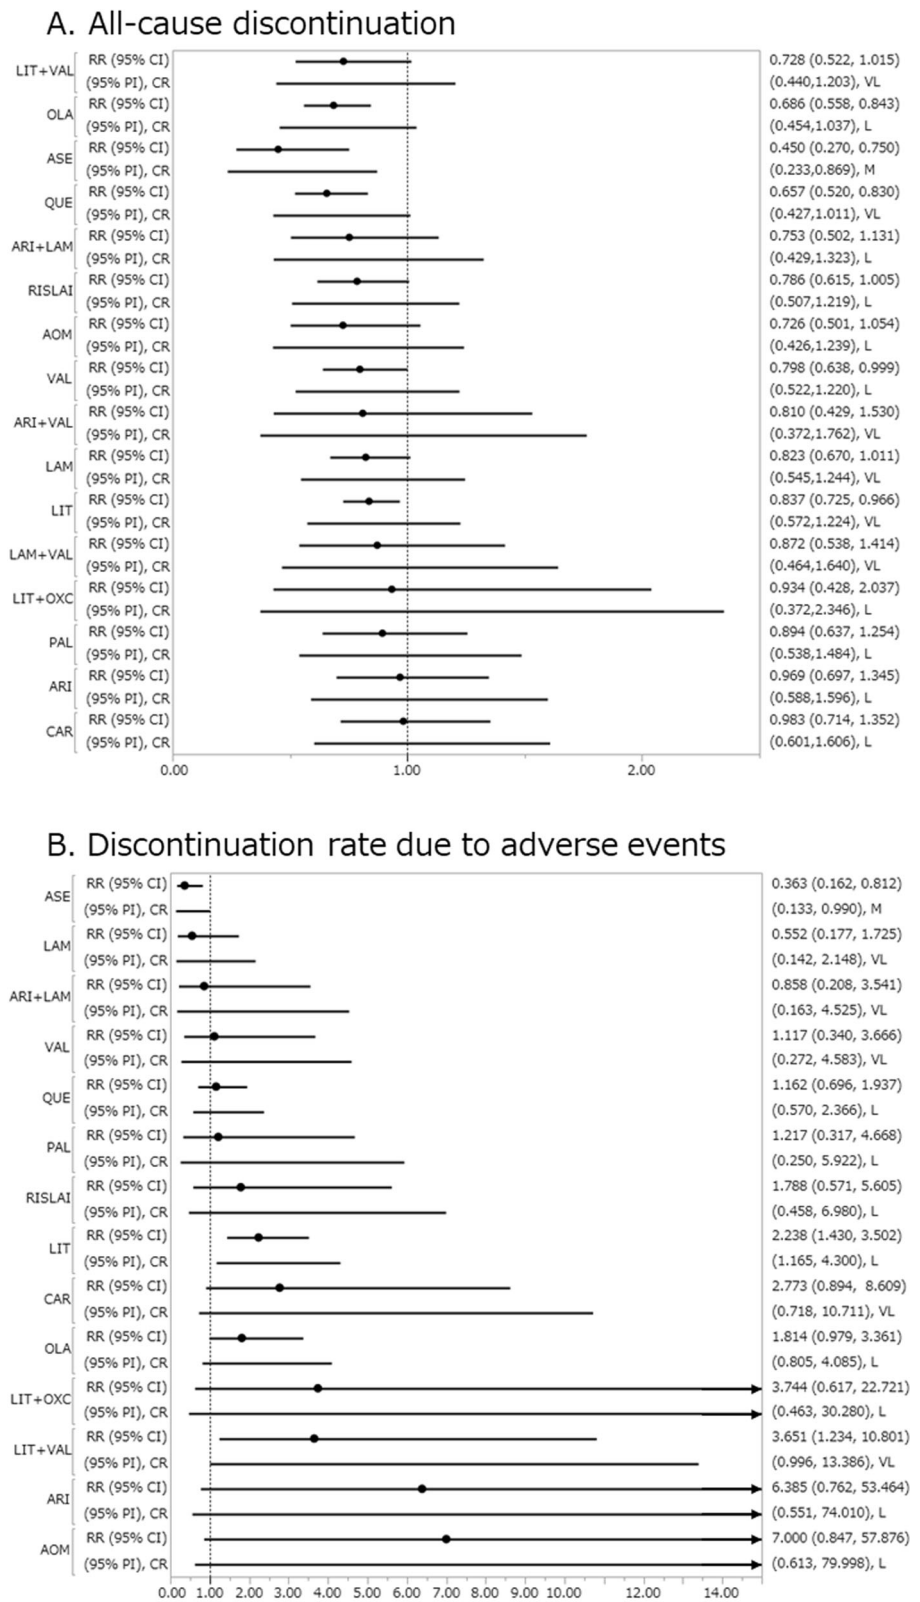 A. All-cause discontinuation
LIT+VAL RR (95% CI) 0.728 (0.522, 1.015)
(95% PI), CR (0.440,1.203), VL
OLA RR (95% CI) 0.686 (0.558, 0.843)
(95% PI), CR (0.454,1.037), L
ASE RR (95% CI) 0.450 (0.270, 0.750)
(95% PI), CR (0.233,0.869), M
QUE RR (95% CI) 0.657 (0.520, 0.830)
(95% PI), CR (0.427,1.011), VL
ARI+LAM RR (95% CI) 0.753 (0.502, 1.131)
(95% PI), CR (0.429,1.323), L
RISLAI RR (95% CI) 0.786 (0.615, 1.005)
(95% PI), CR (0.507,1.219), L
AOM RR (95% CI) 0.726 (0.501, 1.054)
(95% PI), CR (0.426,1.239), L
VAL RR (95% CI) 0.798 (0.638, 0.999)
(95% PI), CR (0.522,1.220), L
ARI+VAL RR (95% CI) 0.810 (0.429, 1.530)
(95% PI), CR (0.372,1.762), VL
LAM RR (95% CI) 0.823 (0.670, 1.011)
(95% PI), CR (0.545,1.244), VL
LIT RR (95% CI) 0.837 (0.725, 0.966)
(95% PI), CR (0.572,1.224), VL
LAM+VAL RR (95% CI) 0.872 (0.538, 1.414)
(95% PI), CR (0.464,1.640), VL
LIT+OXC RR (95% CI) 0.934 (0.428, 2.037)
(95% PI), CR (0.372,2.346), L
PAL RR (95% CI) 0.894 (0.637, 1.254)
(95% PI), CR (0.538,1.484), L
ARI RR (95% CI) 0.969 (0.697, 1.345)
(95% PI), CR (0.588,1.596), L
CAR RR (95% CI) 0.983 (0.714, 1.352)
(95% PI), CR (0.601,1.606), L
0.00 1.00 2.00
B. Discontinuation rate due to adverse events
ASE RR (95% CI) 0.363 (0.162, 0.812)
(95% PI), CR (0.133, 0.990), M
LAM RR (95% CI) 0.552 (0.177, 1.725)
(95% PI), CR (0.142, 2.148), VL
ARI+LAM RR (95% CI) 0.858 (0.208, 3.541)
(95% PI), CR (0.163, 4.525), VL
VAL RR (95% CI) 1.117 (0.340, 3.666)
(95% PI), CR (0.272, 4.583), VL
QUE RR (95% CI) 1.162 (0.696, 1.937)
(95% PI), CR (0.570, 2.366), L
PAL RR (95% CI) 1.217 (0.317, 4.668)
(95% PI), CR (0.250, 5.922), L
RISLAI RR (95% CI) 1.788 (0.571, 5.605)
(95% PI), CR (0.458, 6.980), L
LIT RR (95% CI) 2.238 (1.430, 3.502)
(95% PI), CR (1.165, 4.300), L
CAR RR (95% CI) 2.773 (0.894, 8.609)
(95% PI), CR (0.718, 10.711), VL
OLA RR (95% CI) 1.814 (0.979, 3.361)
(95% PI), CR (0.805, 4.085), L
LIT+OXC RR (95% CI) 3.744 (0.617, 22.721)
(95% PI), CR (0.463, 30.280), L
LIT+VAL RR (95% CI) 3.651 (1.234, 10.801)
(95% PI), CR (0.996, 13.386), VL
ARI RR (95% CI) 6.385 (0.762, 53.464)
(95% PI), CR (0.551, 74.010), L
AOM RR (95% CI) 7.000 (0.847, 57.876)
(95% PI), CR (0.613, 79.998), L
0.00 1.00 2.00 3.00 4.00 5.00 6.00 7.00 8.00 9.00 10.00 12.00 14.00